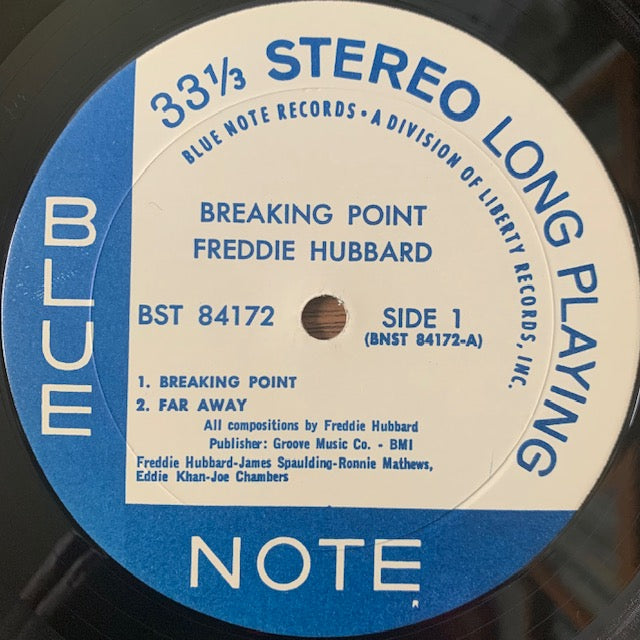 33⅓ STEREO LONG PLAYING
BLUE NOTE RECORDS • A DIVISION OF LIBERTY RECORDS, INC.
BREAKING POINT
FREDDIE HUBBARD
BST 84172
SIDE 1
(BNST 84172-A)
1. BREAKING POINT
2. FAR AWAY
All compositions by Freddie Hubbard
Publisher: Groove Music Co. - BMI
Freddie Hubbard-James Spaulding-Ronnie Mathews,
Eddie Khan-Joe Chambers
BLUE
NOTE